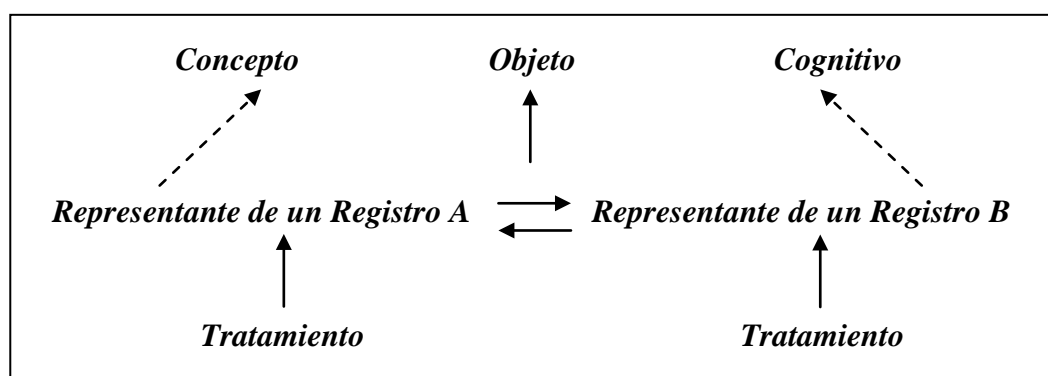 Concepto Objeto Cognitivo
Representante de un Registro A Representante de un Registro B
Tratamiento Tratamiento